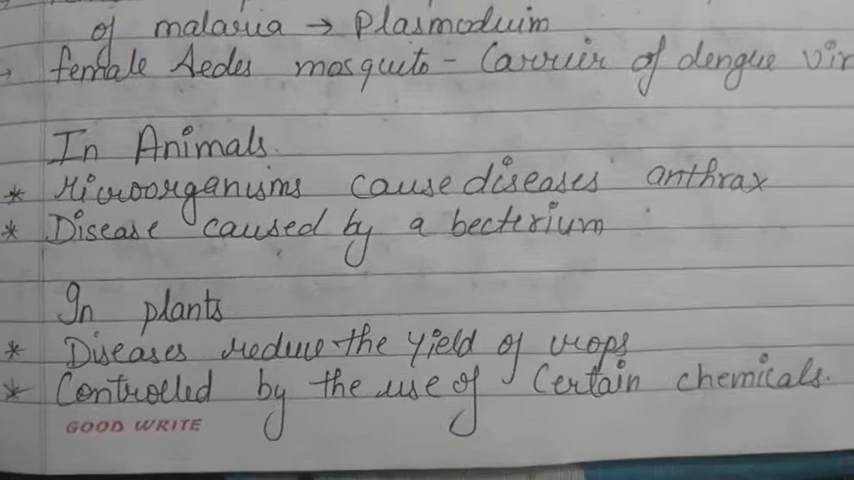 of malaria → Plasmoduim
→ female Aedes mosquito - Carrier of dengue vir
In Animals.
* Microorganisms cause diseases anthrax
* Disease caused by a becterium
In plants
* Diseases reduce the yield of crops
* Controlled by the use of Certain chemicals.
GOOD WRITE